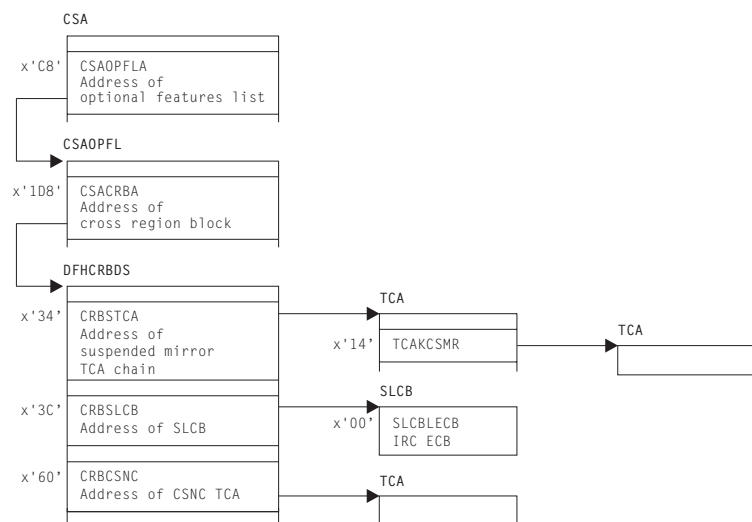 CSA
x'C8' CSAOPFLA
Address of
optional features list
CSAOPFL
x'1D8' CSACRBA
Address of
cross region block
DFHCRBDS
x'34’ CRBSTCA
Address of
suspended mirror
TCA chain
TCA
x'14’ TCAKCSMR
TCA
x'3C’ CRBSLCB
Address of SLCB
SLCB
x'00’ SLCBLECB
IRC ECB
x'60’ CRBCSNC
Address of CSNC TCA
TCA